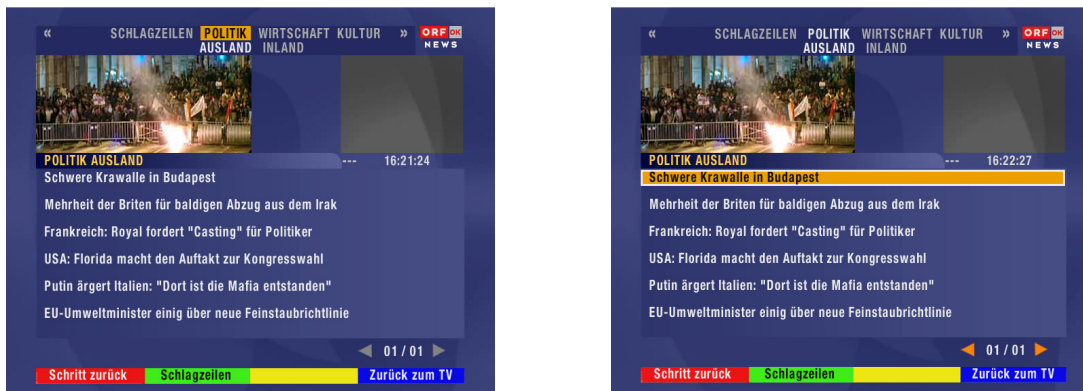 « SCHLAGZEILEN POLITIK WIRTSCHAFT KULTUR » ORF OK
AUSLAND INLAND NEWS
POLITIK AUSLAND --- 16:21:24
Schwere Krawalle in Budapest
Mehrheit der Briten für baldigen Abzug aus dem Irak
Frankreich: Royal fordert "Casting" für Politiker
USA: Florida macht den Auftakt zur Kongresswahl
Putin ärgert Italien: "Dort ist die Mafia entstanden"
EU-Umweltminister einig über neue Feinstaubrichtlinie
01 / 01
Schritt zurück Schlagzeilen Zurück zum TV
« SCHLAGZEILEN POLITIK WIRTSCHAFT KULTUR » ORF OK
AUSLAND INLAND NEWS
POLITIK AUSLAND --- 16:22:27
Schwere Krawalle in Budapest
Mehrheit der Briten für baldigen Abzug aus dem Irak
Frankreich: Royal fordert "Casting" für Politiker
USA: Florida macht den Auftakt zur Kongresswahl
Putin ärgert Italien: "Dort ist die Mafia entstanden"
EU-Umweltminister einig über neue Feinstaubrichtlinie
01 / 01
Schritt zurück Schlagzeilen Zurück zum TV